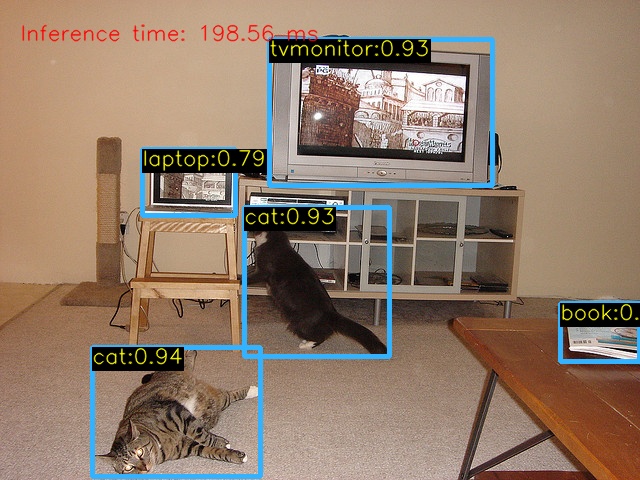 Inference time: 198.56 ms
tvmonitor:0.93
laptop:0.79
cat:0.93
book:0.
cat:0.94